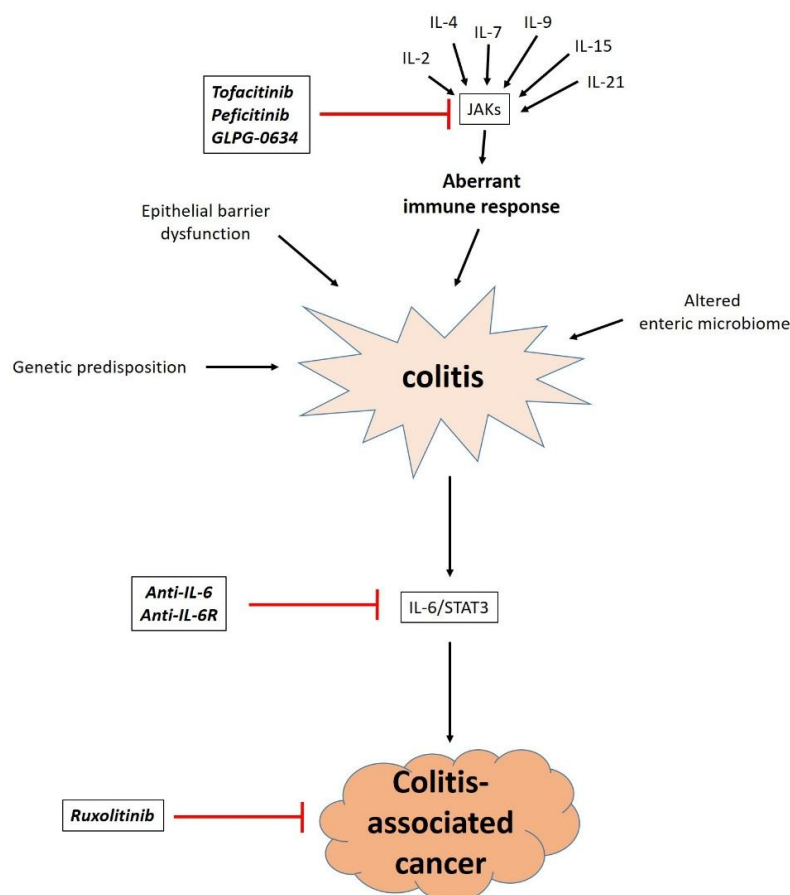 IL-4
IL-7
IL-9
IL-2
IL-15
IL-21
Tofacitinib
Peficitinib
GLPG-0634
JAKs
Aberrant
immune response
Epithelial barrier
dysfunction
Altered
enteric microbiome
Genetic predisposition
colitis
Anti-IL-6
Anti-IL-6R
IL-6/STAT3
Ruxolitinib
Colitis-
associated
cancer